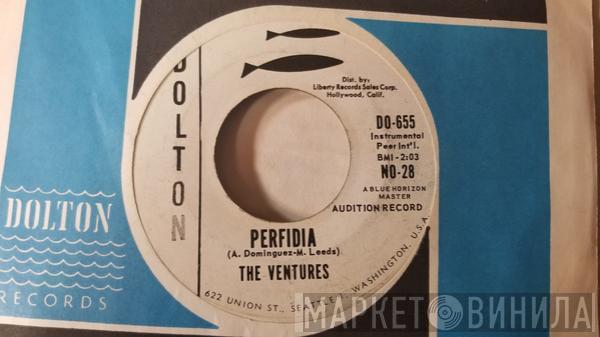 DOLTON
RECORDS
DOLTON
Dist. by:
Liberty Records Sales Corp.
Hollywood, Calif.
DO-655
Instrumental
Peer Int'l.
BMI-2:03
NO-28
A BLUE HORIZON
MASTER
AUDITION RECORD
PERFIDIA
(A. Dominguez-M. Leeds)
THE VENTURES
622 UNION ST., SEATTLE, WASHINGTON, U.S.A.
МАРКЕТ ВИНИЛА